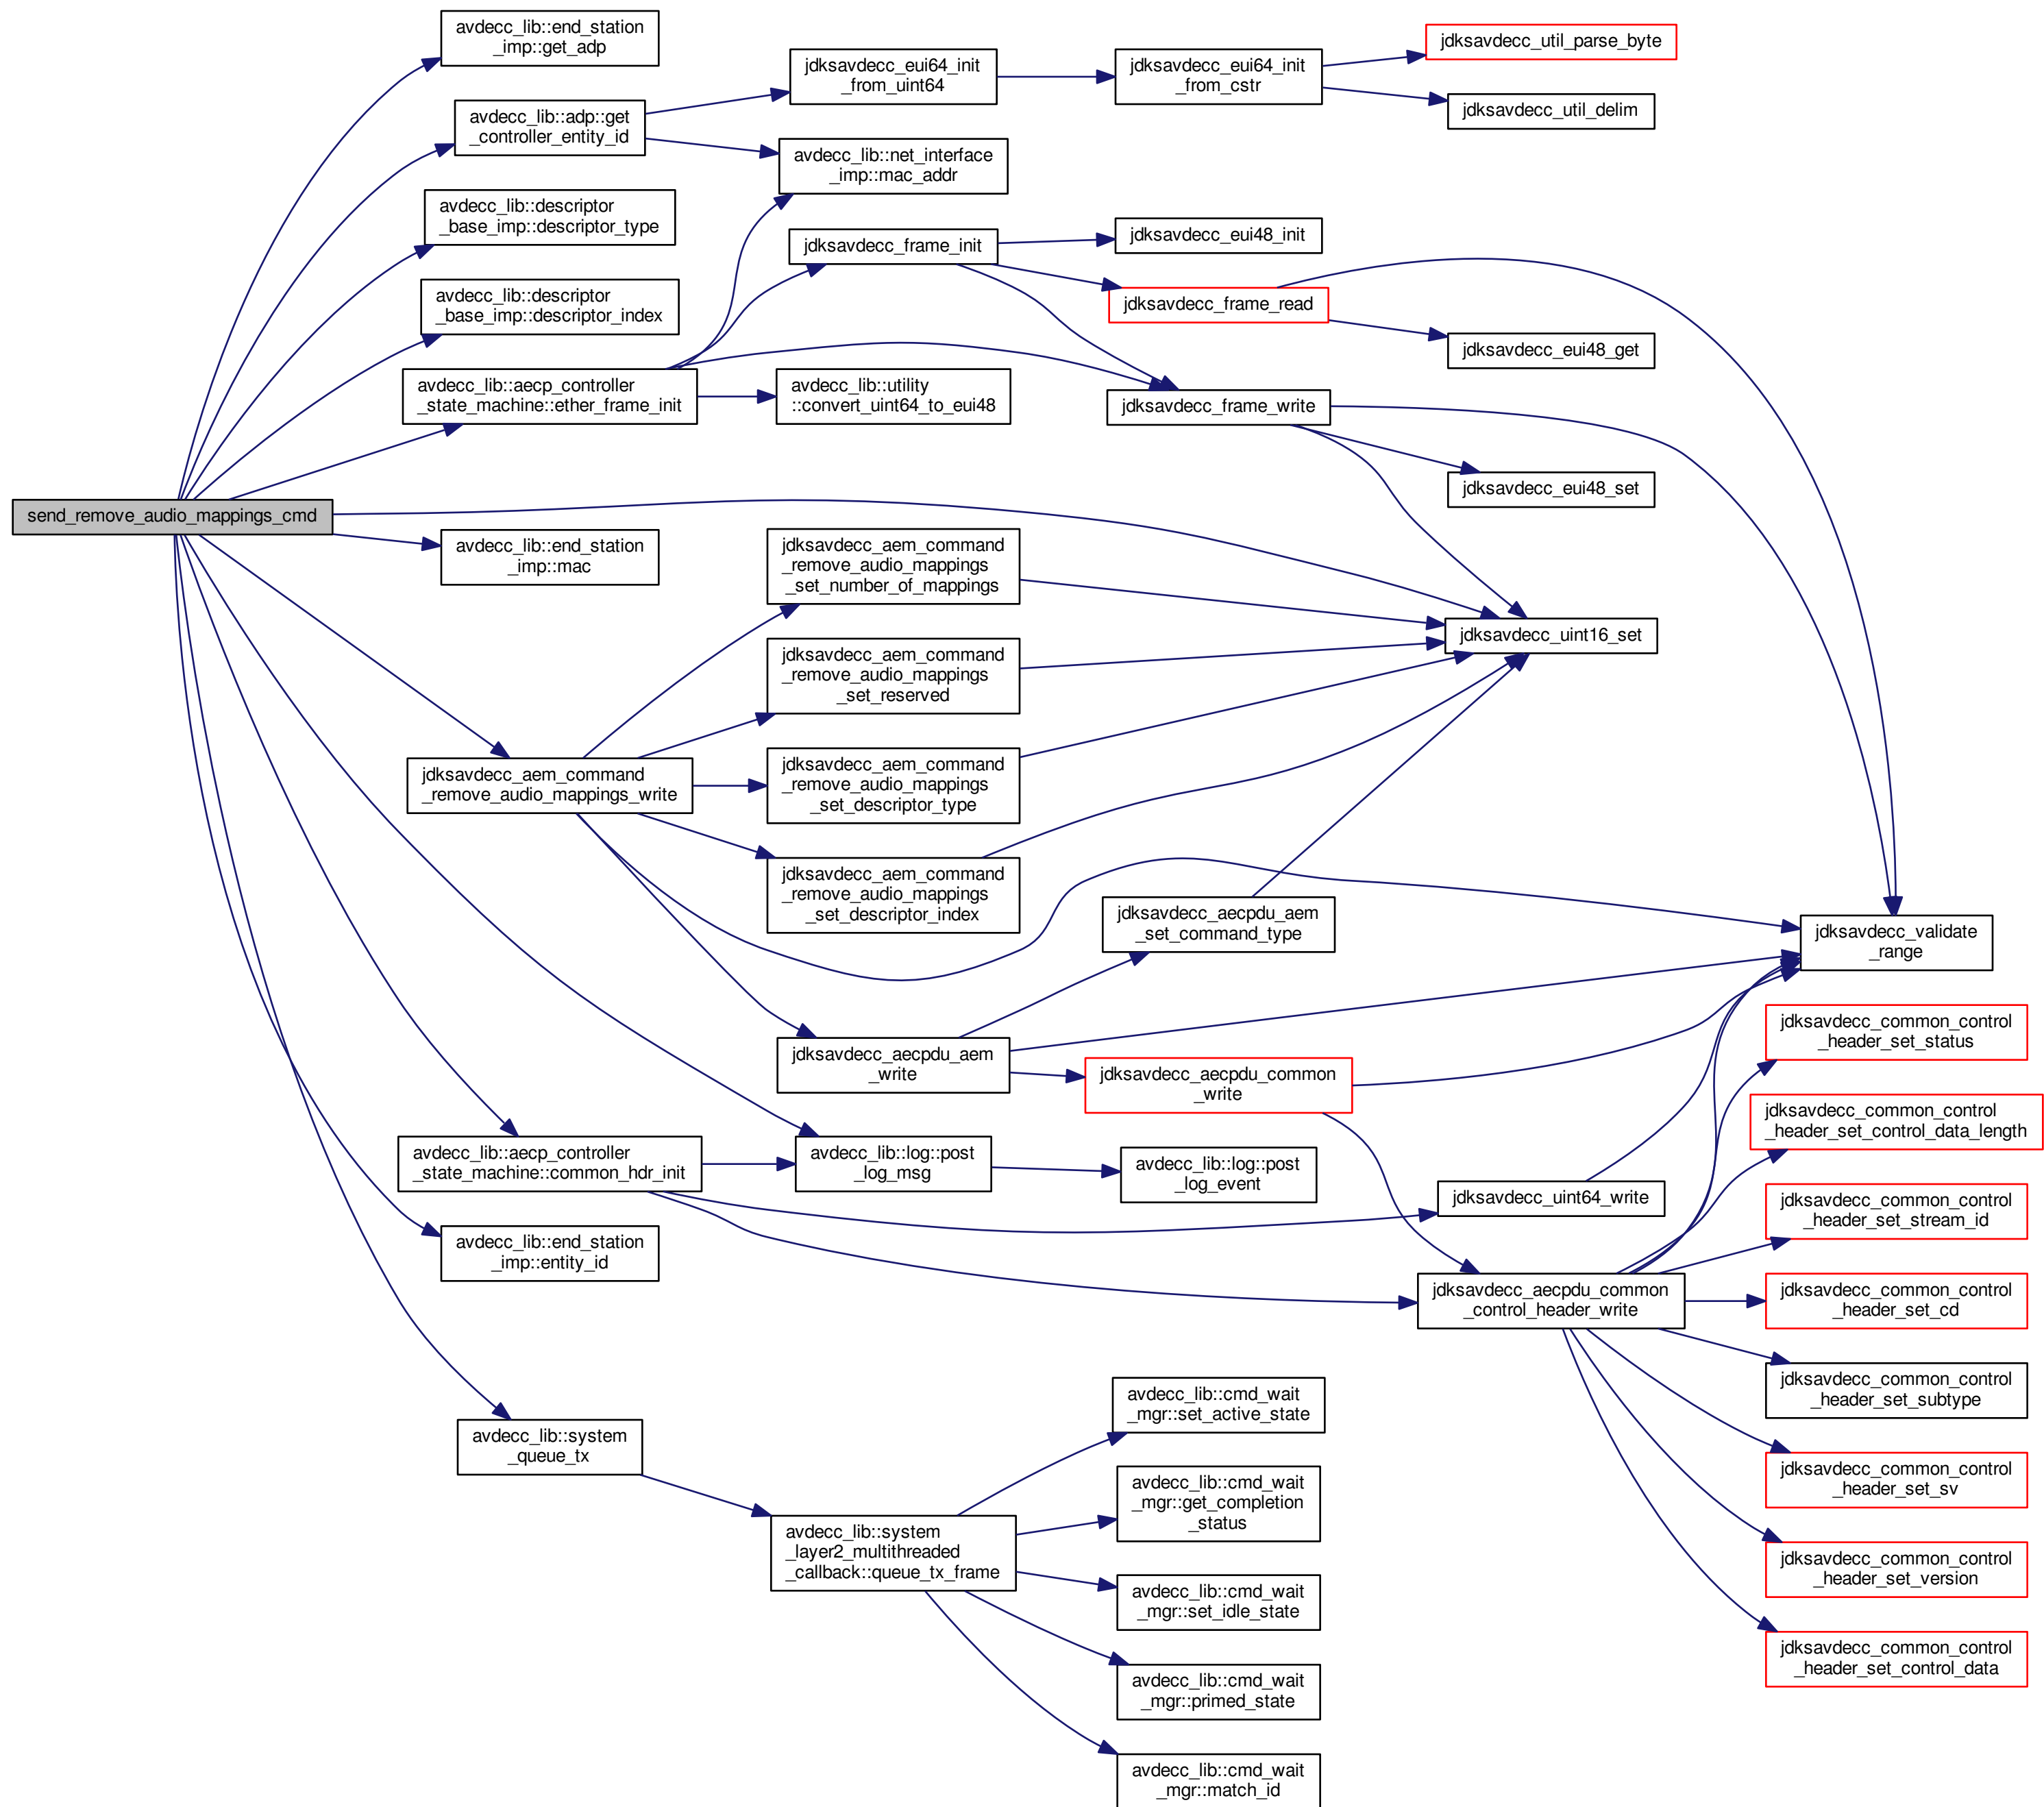 send_remove_audio_mappings_cmd
avdecc_lib::end_station
_imp::get_adp
avdecc_lib::adp::get
_controller_entity_id
avdecc_lib::descriptor
_base_imp::descriptor_type
avdecc_lib::descriptor
_base_imp::descriptor_index
avdecc_lib::aecp_controller
_state_machine::ether_frame_init
avdecc_lib::end_station
_imp::mac
jdksavdecc_aem_command
_remove_audio_mappings_write
avdecc_lib::aecp_controller
_state_machine::common_hdr_init
avdecc_lib::end_station
_imp::entity_id
avdecc_lib::system
_queue_tx
jdksavdecc_eui64_init
_from_uint64
avdecc_lib::net_interface
_imp::mac_addr
jdksavdecc_frame_init
avdecc_lib::utility
::convert_uint64_to_eui48
jdksavdecc_aem_command
_remove_audio_mappings
_set_number_of_mappings
jdksavdecc_aem_command
_remove_audio_mappings
_set_reserved
jdksavdecc_aem_command
_remove_audio_mappings
_set_descriptor_type
jdksavdecc_aem_command
_remove_audio_mappings
_set_descriptor_index
jdksavdecc_aecpdu_aem
_write
avdecc_lib::log::post
_log_msg
avdecc_lib::system
_layer2_multithreaded
_callback::queue_tx_frame
jdksavdecc_eui64_init
_from_cstr
jdksavdecc_eui48_init
jdksavdecc_frame_read
jdksavdecc_frame_write
jdksavdecc_aecpdu_aem
_set_command_type
jdksavdecc_aecpdu_common
_write
avdecc_lib::log::post
_log_event
avdecc_lib::cmd_wait
_mgr::set_active_state
avdecc_lib::cmd_wait
_mgr::get_completion
_status
avdecc_lib::cmd_wait
_mgr::set_idle_state
avdecc_lib::cmd_wait
_mgr::primed_state
avdecc_lib::cmd_wait
_mgr::match_id
jdksavdecc_util_parse_byte
jdksavdecc_util_delim
jdksavdecc_eui48_get
jdksavdecc_eui48_set
jdksavdecc_uint16_set
jdksavdecc_uint64_write
jdksavdecc_aecpdu_common
_control_header_write
jdksavdecc_validate
_range
jdksavdecc_common_control
_header_set_status
jdksavdecc_common_control
_header_set_control_data_length
jdksavdecc_common_control
_header_set_stream_id
jdksavdecc_common_control
_header_set_cd
jdksavdecc_common_control
_header_set_subtype
jdksavdecc_common_control
_header_set_sv
jdksavdecc_common_control
_header_set_version
jdksavdecc_common_control
_header_set_control_data